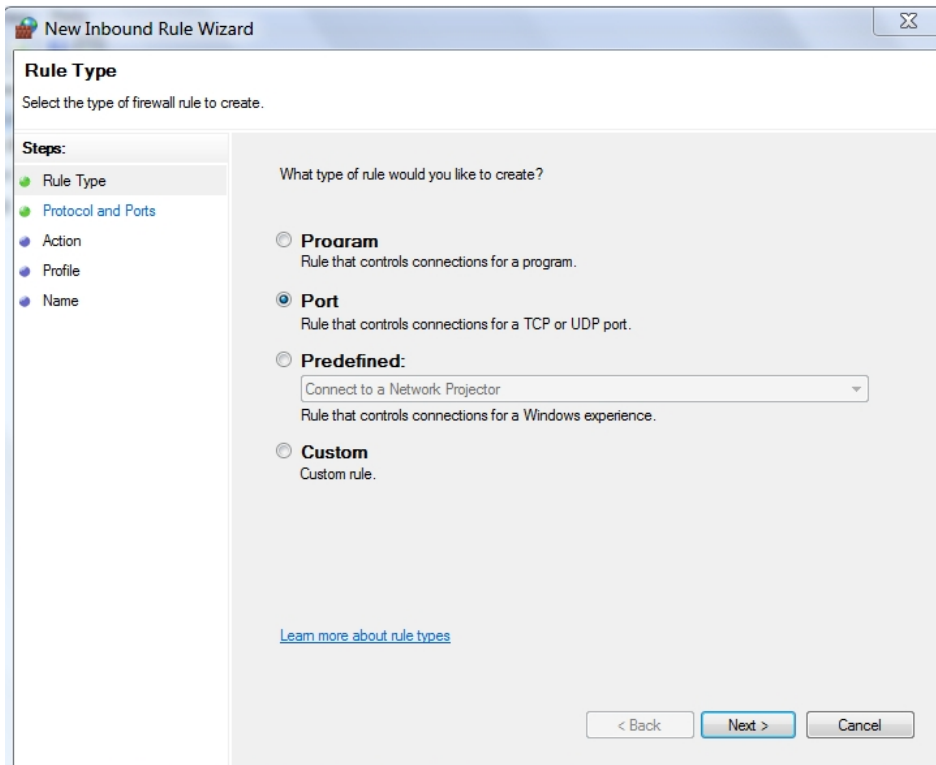 New Inbound Rule Wizard
Rule Type
Select the type of firewall rule to create.
Steps:
Rule Type
Protocol and Ports
Action
Profile
Name
What type of rule would you like to create?
Program
Rule that controls connections for a program.
Port
Rule that controls connections for a TCP or UDP port.
Predefined:
Connect to a Network Projector
Rule that controls connections for a Windows experience.
Custom
Custom rule.
Learn more about rule types
< Back Next > Cancel